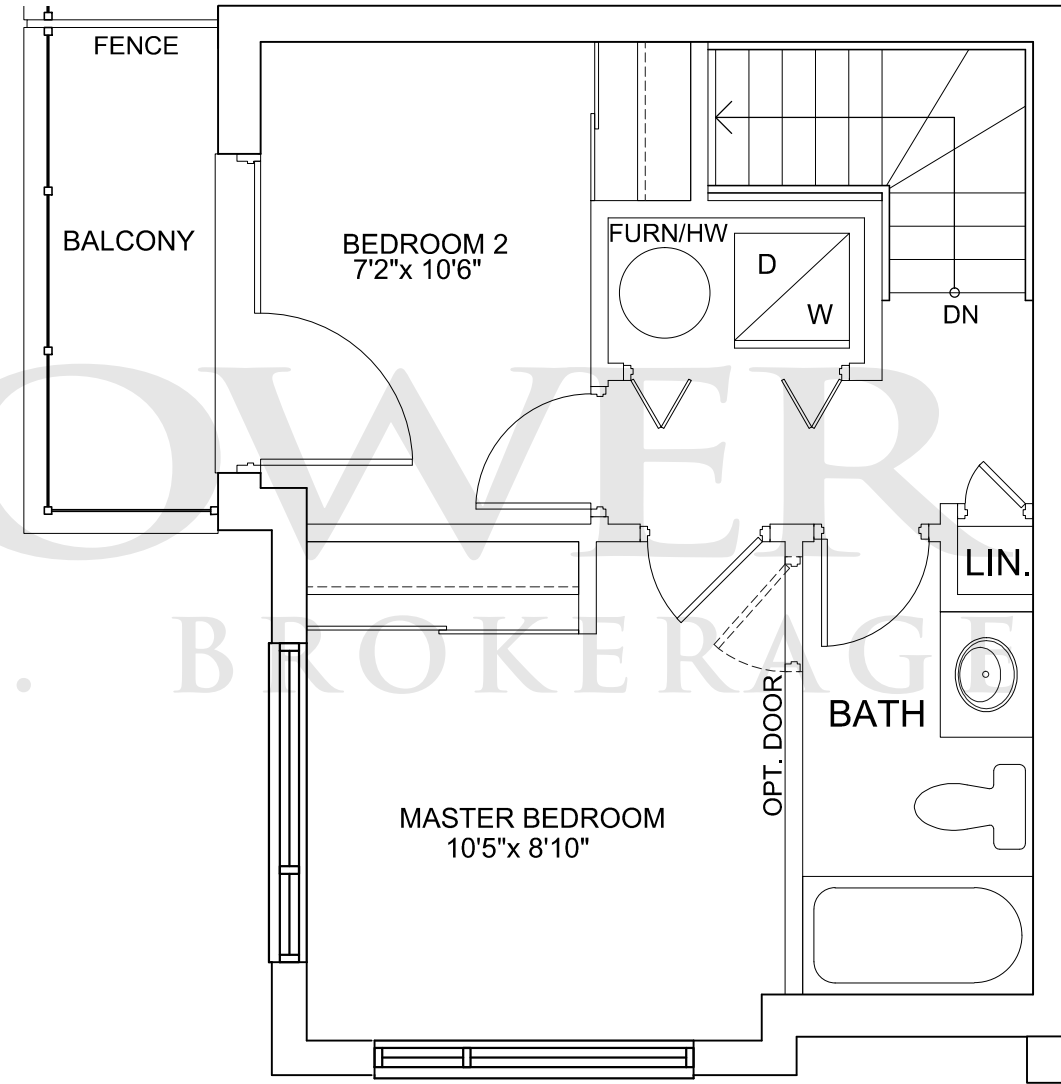 FENCE
BALCONY
BEDROOM 2
7'2"x 10'6"
FURN/HW
D
W
DN
LIN.
OPT. DOOR
BATH
MASTER BEDROOM
10'5"x 8'10"
OWER
. BROKERAGE